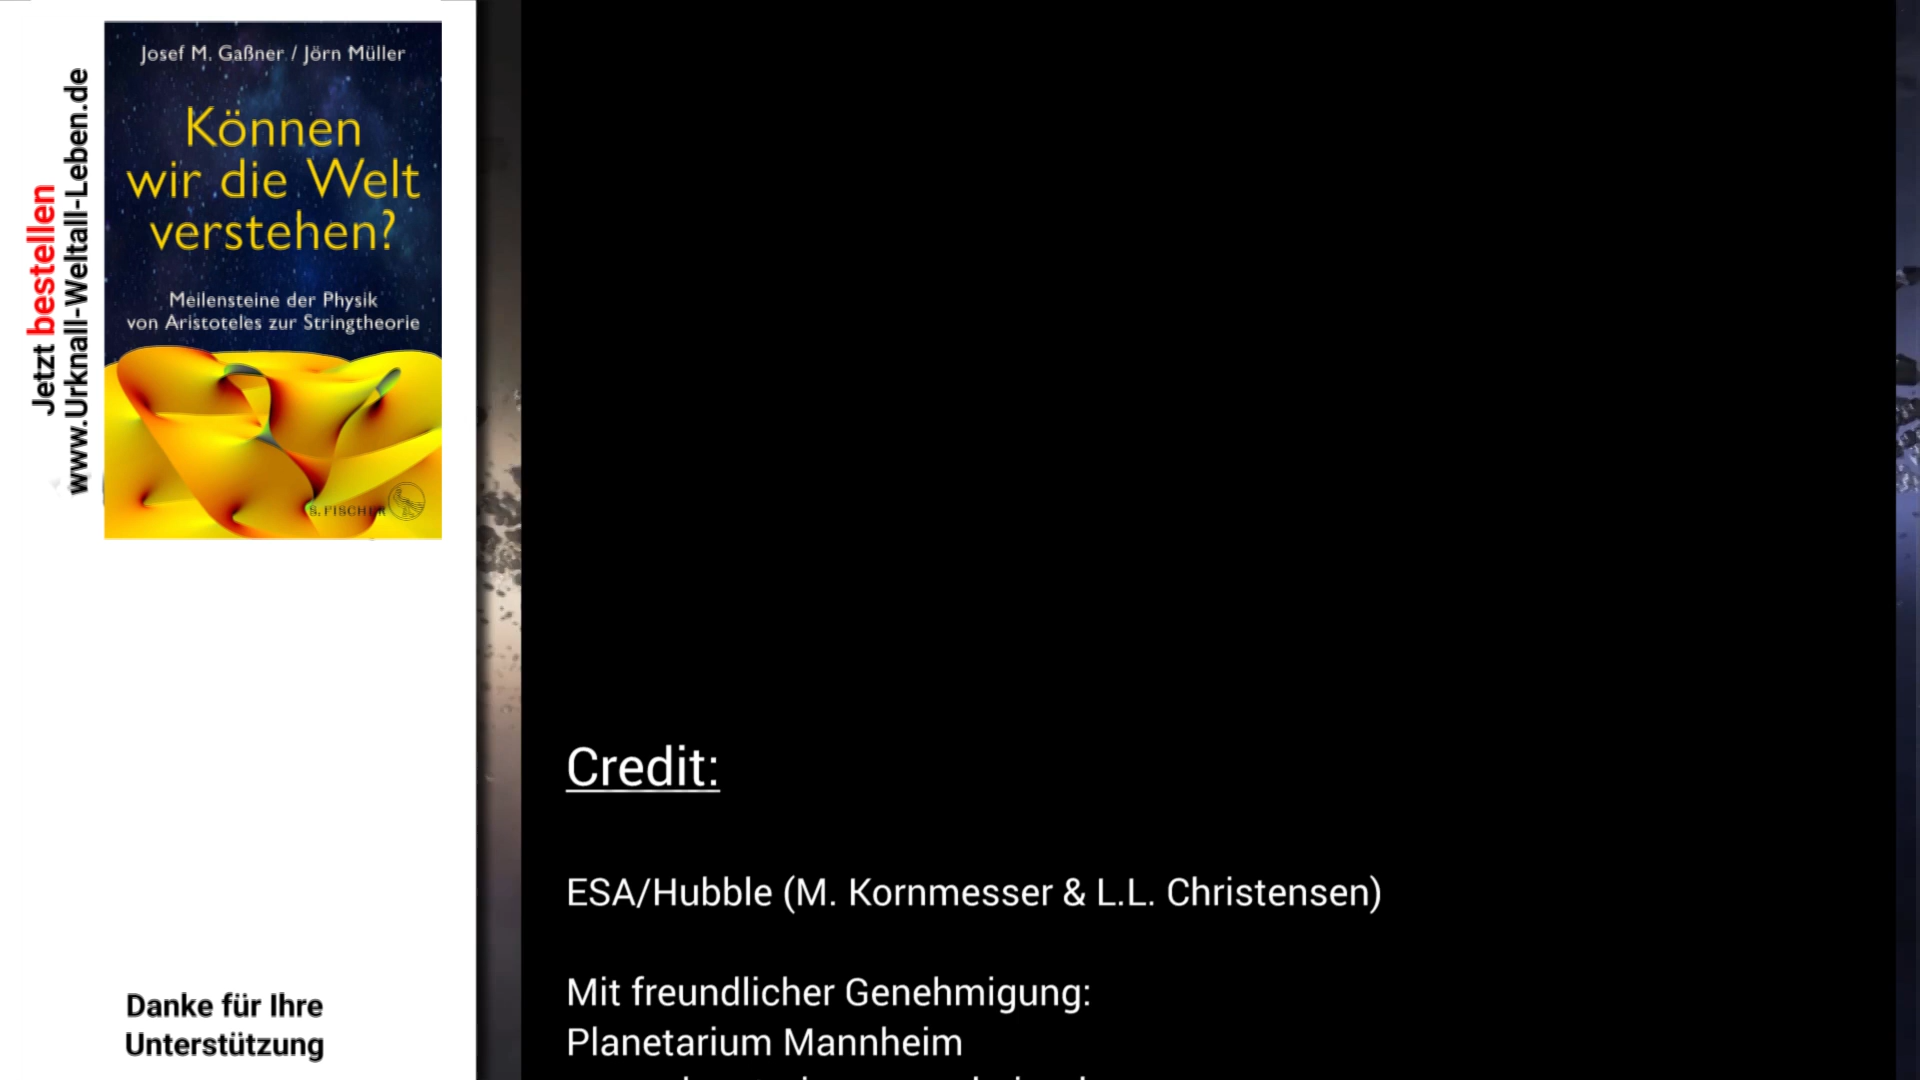 Jetzt bestellen
www.Urknall-Weltall-Leben.de
Josef M. Gaßner / Jörn Müller
Können
wir die Welt
verstehen?
Meilensteine der Physik
von Aristoteles zur Stringtheorie
S. FISCHER
Danke für Ihre
Unterstützung
Credit:
ESA/Hubble (M. Kornmesser & L.L. Christensen)
Mit freundlicher Genehmigung:
Planetarium Mannheim